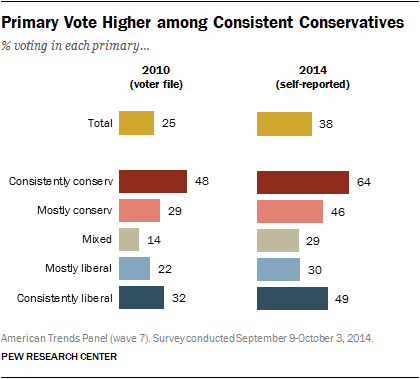 Primary Vote Higher among Consistent Conservatives
% voting in each primary...
2010 2014
(voter file) (self-reported)
Total 25 38
Consistently conserv 48 64
Mostly conserv 29 46
Mixed 14 29
Mostly liberal 22 30
Consistently liberal 32 49
American Trends Panel (wave 7). Survey conducted September 9-October 3, 2014.
PEW RESEARCH CENTER